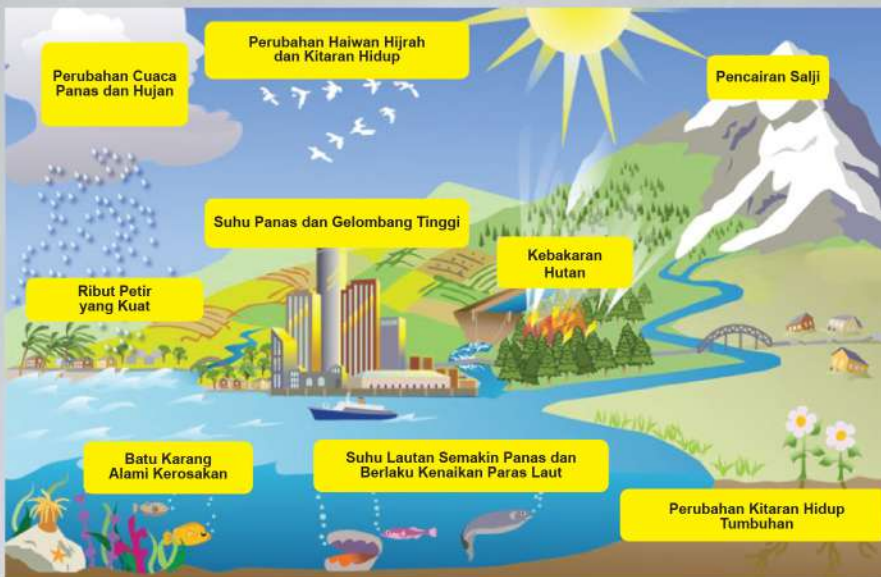 Perubahan Cuaca
Panas dan Hujan
Perubahan Haiwan Hijrah
dan Kitaran Hidup
Pencairan Salji
Suhu Panas dan Gelombang Tinggi
Kebakaran
Hutan
Ribut Petir
yang Kuat
Batu Karang
Alami Kerosakan
Suhu Lautan Semakin Panas dan
Berlaku Kenaikan Paras Laut
Perubahan Kitaran Hidup
Tumbuhan